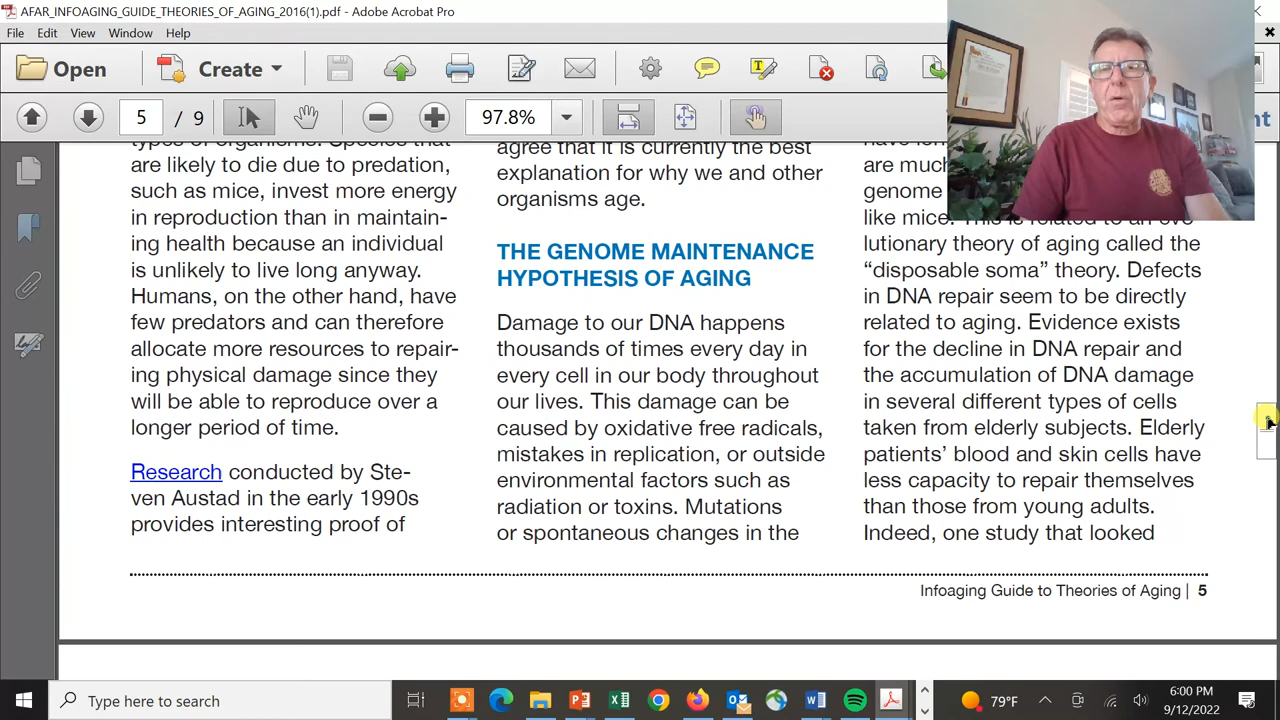 AFAR_INFOAGING_GUIDE_THEORIES_OF_AGING_2016(1).pdf - Adobe Acrobat Pro
File Edit View Window Help
Open Create
5 / 9 97.8%
types of organisms. Species that
are likely to die due to predation,
such as mice, invest more energy
in reproduction than in maintain-
ing health because an individual
is unlikely to live long anyway.
Humans, on the other hand, have
few predators and can therefore
allocate more resources to repair-
ing physical damage since they
will be able to reproduce over a
longer period of time.
Research conducted by Ste-
ven Austad in the early 1990s
provides interesting proof of
agree that it is currently the best
explanation for why we and other
organisms age.
THE GENOME MAINTENANCE
HYPOTHESIS OF AGING
Damage to our DNA happens
thousands of times every day in
every cell in our body throughout
our lives. This damage can be
caused by oxidative free radicals,
mistakes in replication, or outside
environmental factors such as
radiation or toxins. Mutations
or spontaneous changes in the
have
are much
genome
like mice. This is related to an evo-
lutionary theory of aging called the
“disposable soma” theory. Defects
in DNA repair seem to be directly
related to aging. Evidence exists
for the decline in DNA repair and
the accumulation of DNA damage
in several different types of cells
taken from elderly subjects. Elderly
patients’ blood and skin cells have
less capacity to repair themselves
than those from young adults.
Indeed, one study that looked
Infoaging Guide to Theories of Aging | 5
Type here to search
79°F
6:00 PM
9/12/2022